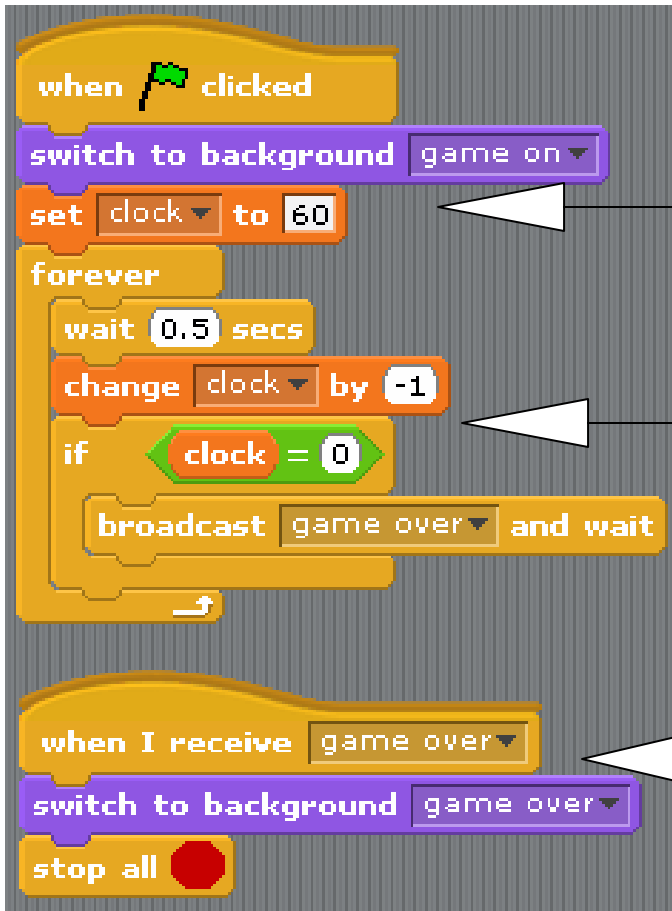 when clicked
switch to background game on
set clock to 60
forever
wait 0.5 secs
change clock by -1
if clock = 0
broadcast game over and wait
when I receive game over
switch to background game over
stop all